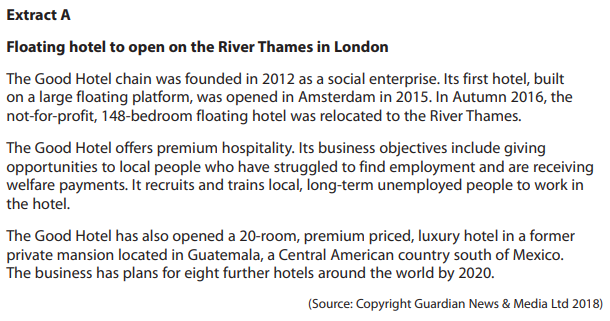 Extract A
Floating hotel to open on the River Thames in London
The Good Hotel chain was founded in 2012 as a social enterprise. Its first hotel, built
on a large floating platform, was opened in Amsterdam in 2015. In Autumn 2016, the
not-for-profit, 148-bedroom floating hotel was relocated to the River Thames.
The Good Hotel offers premium hospitality. Its business objectives include giving
opportunities to local people who have struggled to find employment and are receiving
welfare payments. It recruits and trains local, long-term unemployed people to work in
the hotel.
The Good Hotel has also opened a 20-room, premium priced, luxury hotel in a former
private mansion located in Guatemala, a Central American country south of Mexico.
The business has plans for eight further hotels around the world by 2020.
(Source: Copyright Guardian News & Media Ltd 2018)